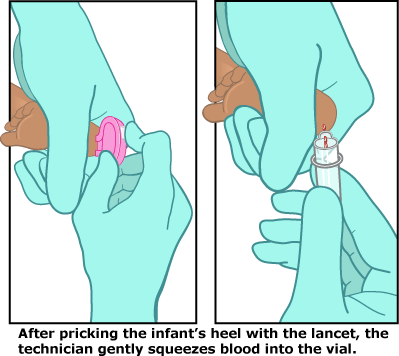 After pricking the infant's heel with the lancet, the
technician gently squeezes blood into the vial.